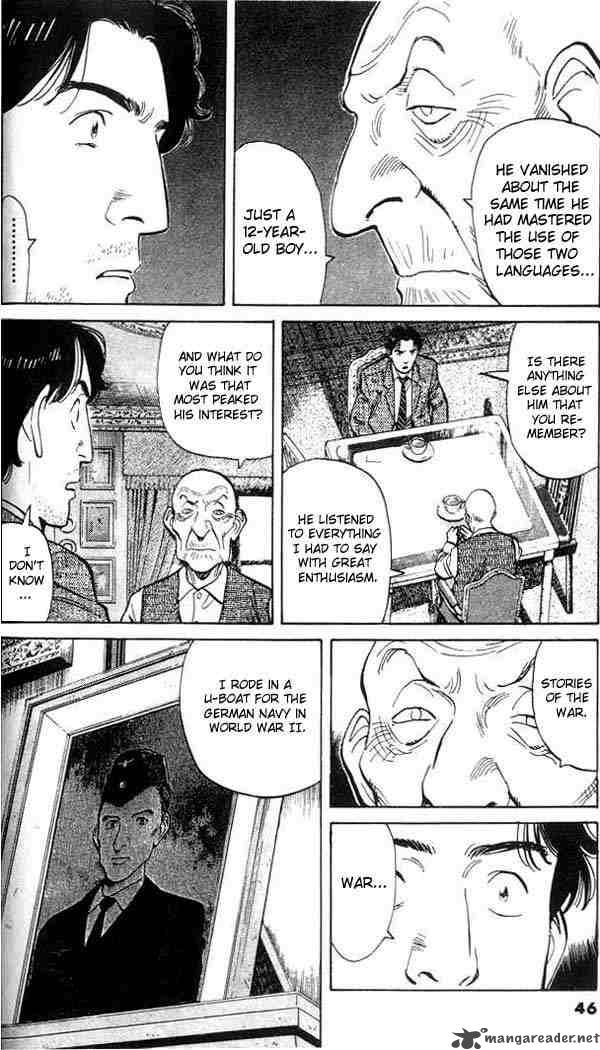 HE VANISHED
ABOUT THE
SAME TIME HE
HAD MASTERED
THE USE OF
THOSE TWO
LANGUAGES...
JUST A
12-YEAR-
OLD BOY...
........
IS THERE
ANYTHING
ELSE ABOUT
HIM THAT
YOU RE-
MEMBER?
HE LISTENED
TO EVERYTHING
I HAD TO SAY
WITH GREAT
ENTHUSIASM.
AND WHAT DO
YOU THINK IT
WAS THAT
MOST PEAKED
HIS INTEREST?
I
DON'T
KNOW
...
STORIES
OF THE
WAR.
WAR...
I RODE IN A
U-BOAT FOR THE
GERMAN NAVY IN
WORLD WAR II.
46
mangareader.net